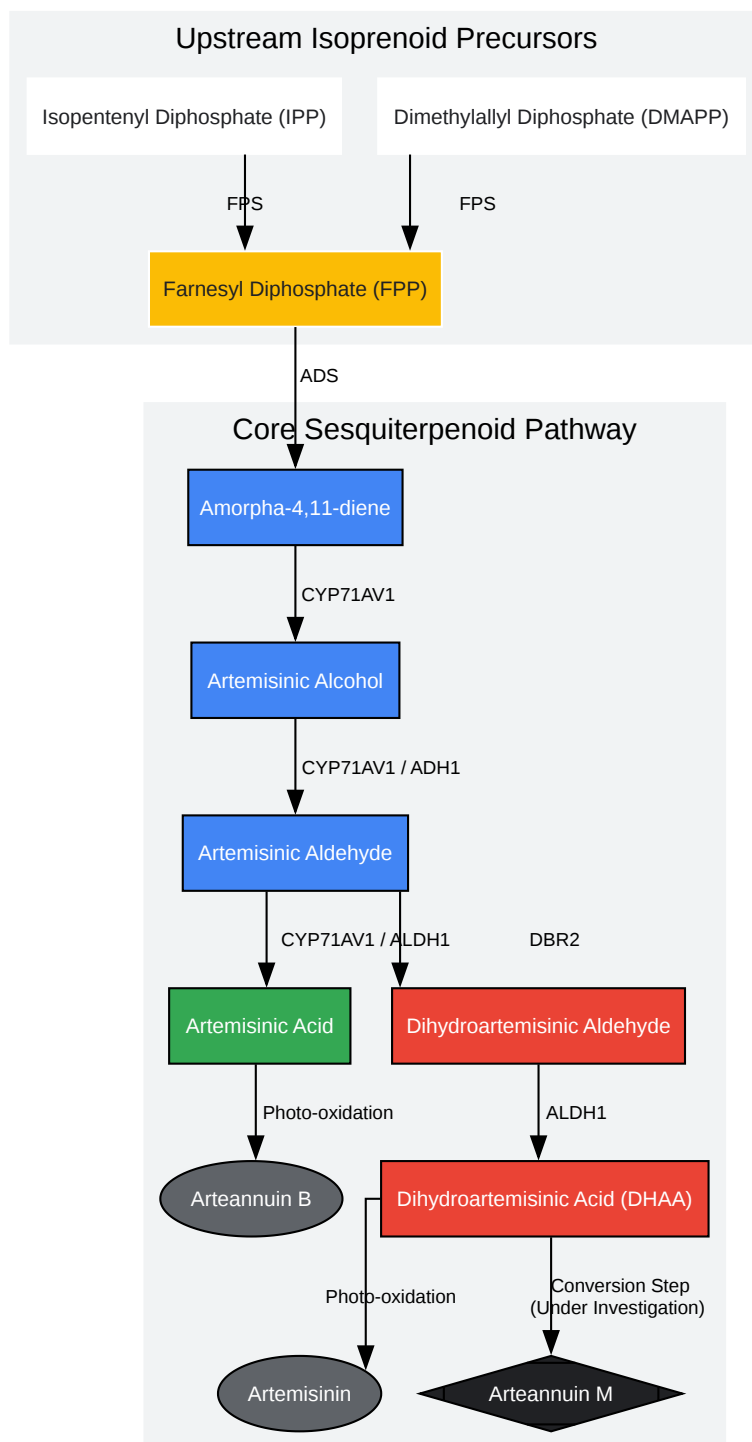 Upstream Isoprenoid Precursors
Isopentenyl Diphosphate (IPP)
Dimethylallyl Diphosphate (DMAPP)
FPS
FPS
Farnesyl Diphosphate (FPP)
ADS
Core Sesquiterpenoid Pathway
Amorpha-4,11-diene
CYP71AV1
Artemisinic Alcohol
CYP71AV1 / ADH1
Artemisinic Aldehyde
CYP71AV1 / ALDH1
DBR2
Artemisinic Acid
Dihydroartemisinic Aldehyde
Photo-oxidation
ALDH1
Arteannuin B
Dihydroartemisinic Acid (DHAA)
Photo-oxidation
Conversion Step
(Under Investigation)
Artemisinin
Arteannuin M